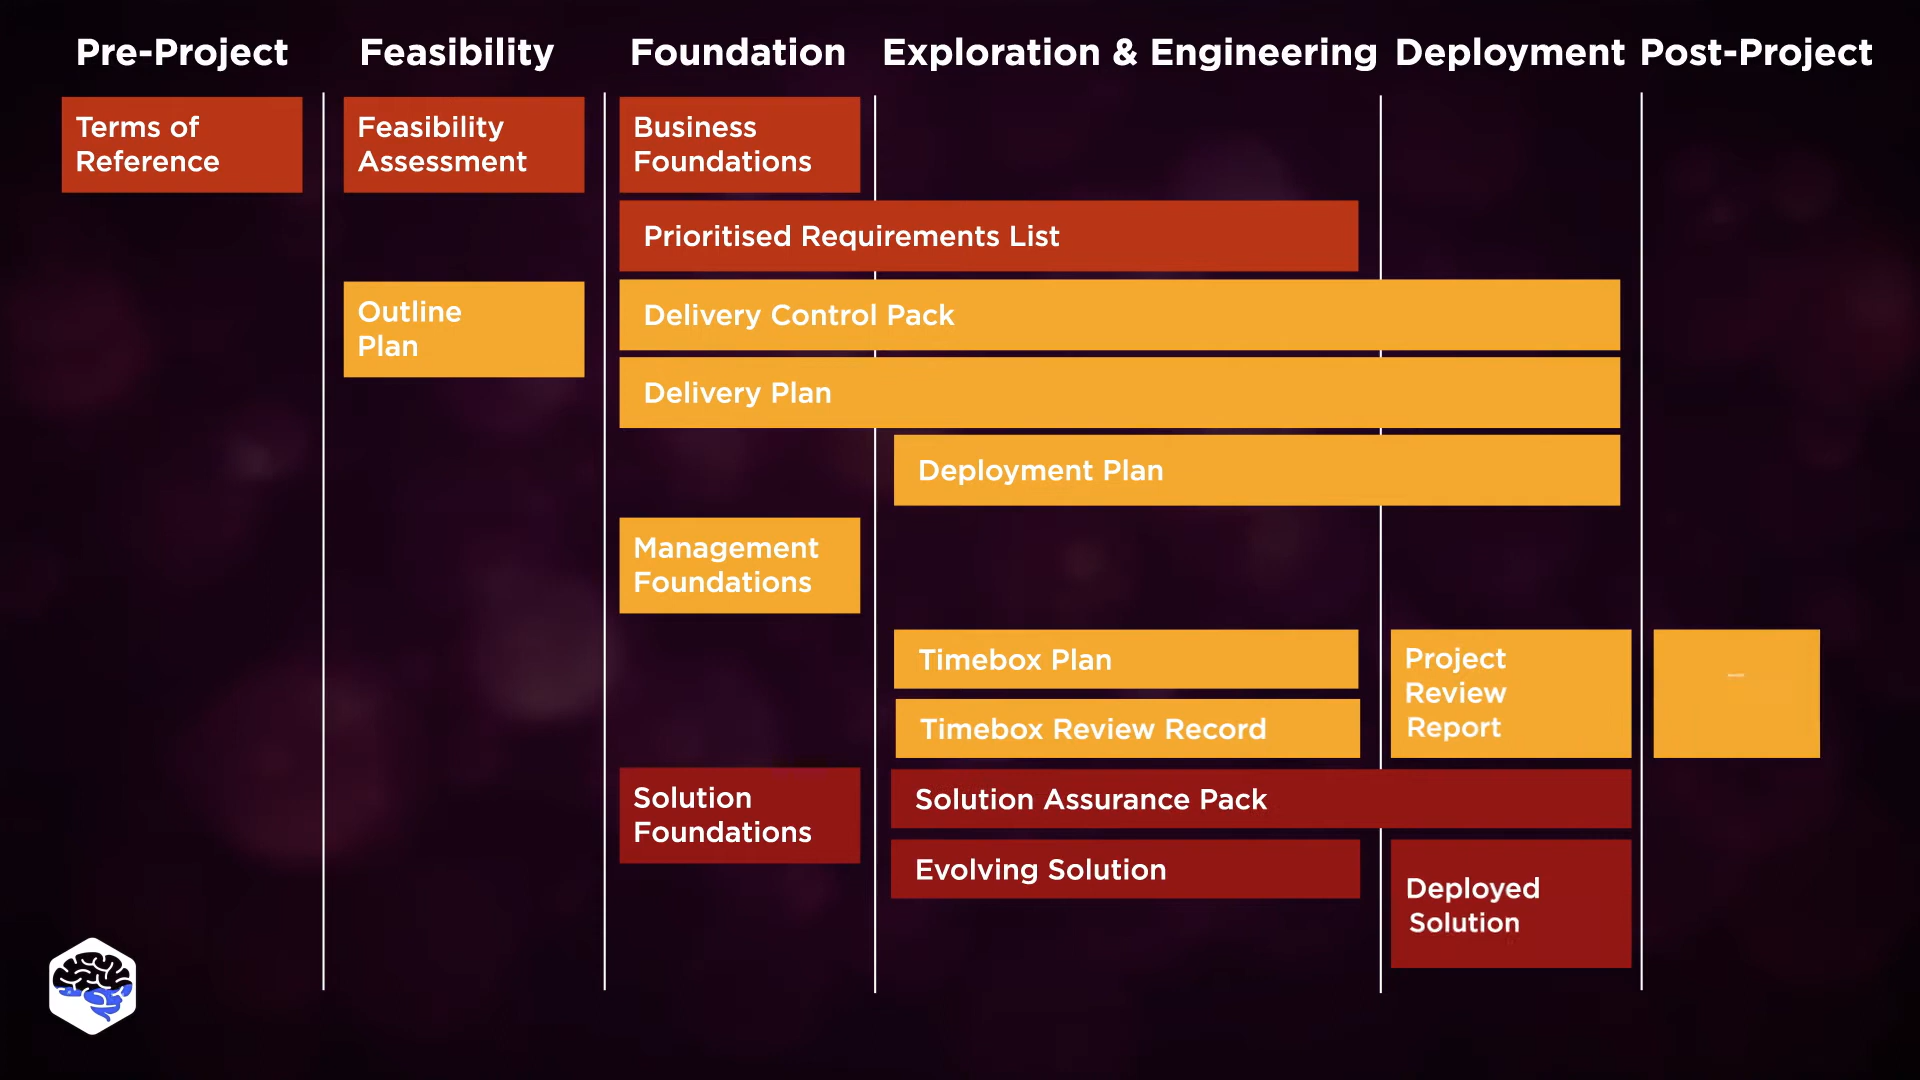 Pre-Project
Feasibility
Foundation
Exploration & Engineering
Deployment
Post-Project
Terms of
Reference
Feasibility
Assessment
Business
Foundations
Prioritised Requirements List
Outline
Plan
Delivery Control Pack
Delivery Plan
Deployment Plan
Management
Foundations
Timebox Plan
Timebox Review Record
Project
Review
Report
Solution
Foundations
Solution Assurance Pack
Evolving Solution
Deployed
Solution